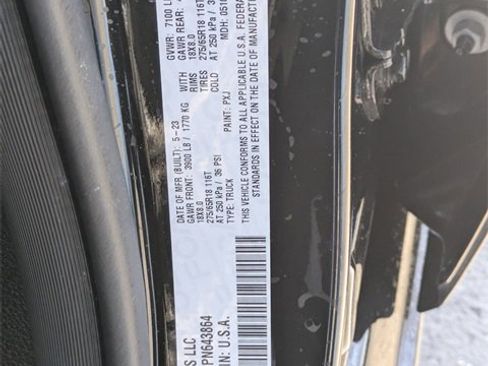 S LLC
PN643864
IN: U.S.A.
DATE OF MFR (BUILT): 5-23
GVWR: 7100 L
GAWR FRONT: 3900 LB / 1770 KG
WITH
GAWR REAR:
18X8.0
RIMS
18X8.0
275/65R18 116T
TIRES
275/65R18 116T
AT 250 kPa / 36 PSI
COLD
AT 250 kPa / 3
TYPE: TRUCK
PAINT: PXJ
MDH: 051
THIS VEHICLE CONFORMS TO ALL APPLICABLE U.S.A. FEDERA
STANDARDS IN EFFECT ON THE DATE OF MANUFACT